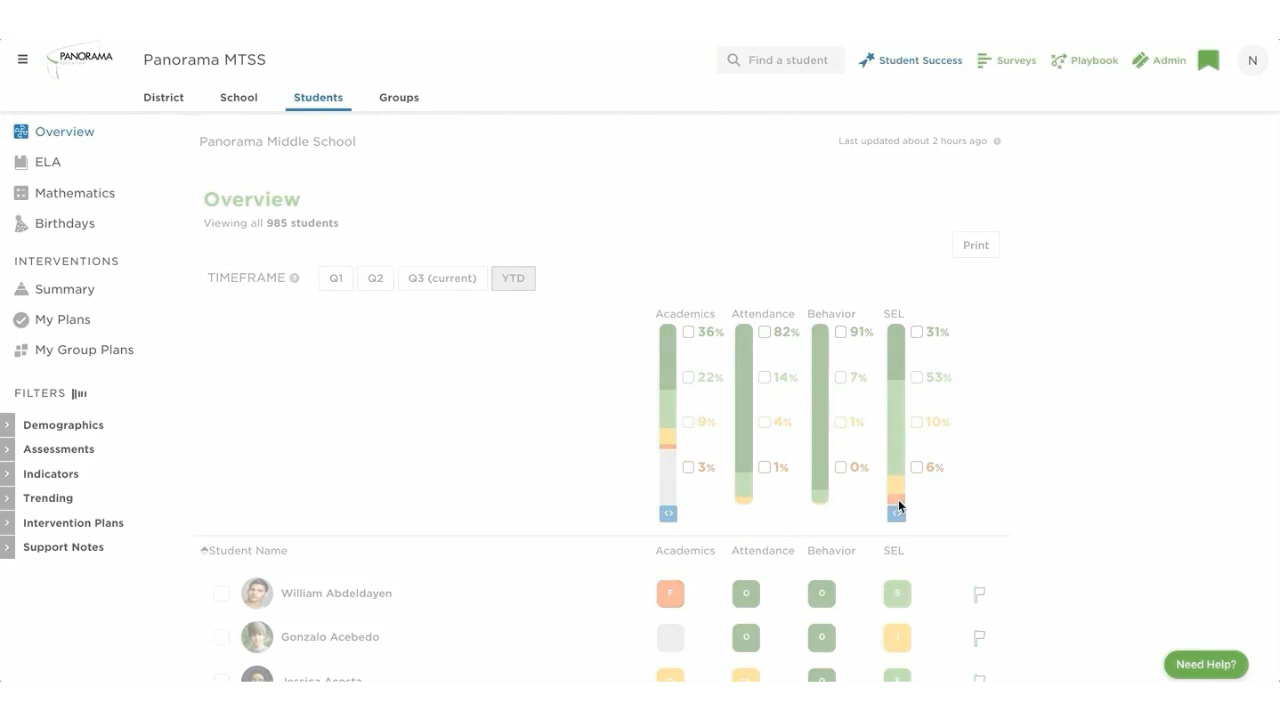 PANORAMA
Panorama MTSS
Find a student
Student Success
Surveys
Playbook
Admin
N
District
School
Students
Groups
Overview
ELA
Mathematics
Birthdays
INTERVENTIONS
Summary
My Plans
My Group Plans
FILTERS
Demographics
Assessments
Indicators
Trending
Intervention Plans
Support Notes
Panorama Middle School
Last updated about 2 hours ago
Overview
Viewing all 985 students
Print
TIMEFRAME ? Q1 Q2 Q3 (current) YTD
Academics Attendance Behavior SEL
36% 82% 91% 31%
22% 14% 7% 53%
9% 4% 1% 10%
3% 1% 0% 6%
Student Name Academics Attendance Behavior SEL
William Abdeldayen F 0 0 5
Gonzalo Acebedo 0 0
Jessica Acosta
Need Help?